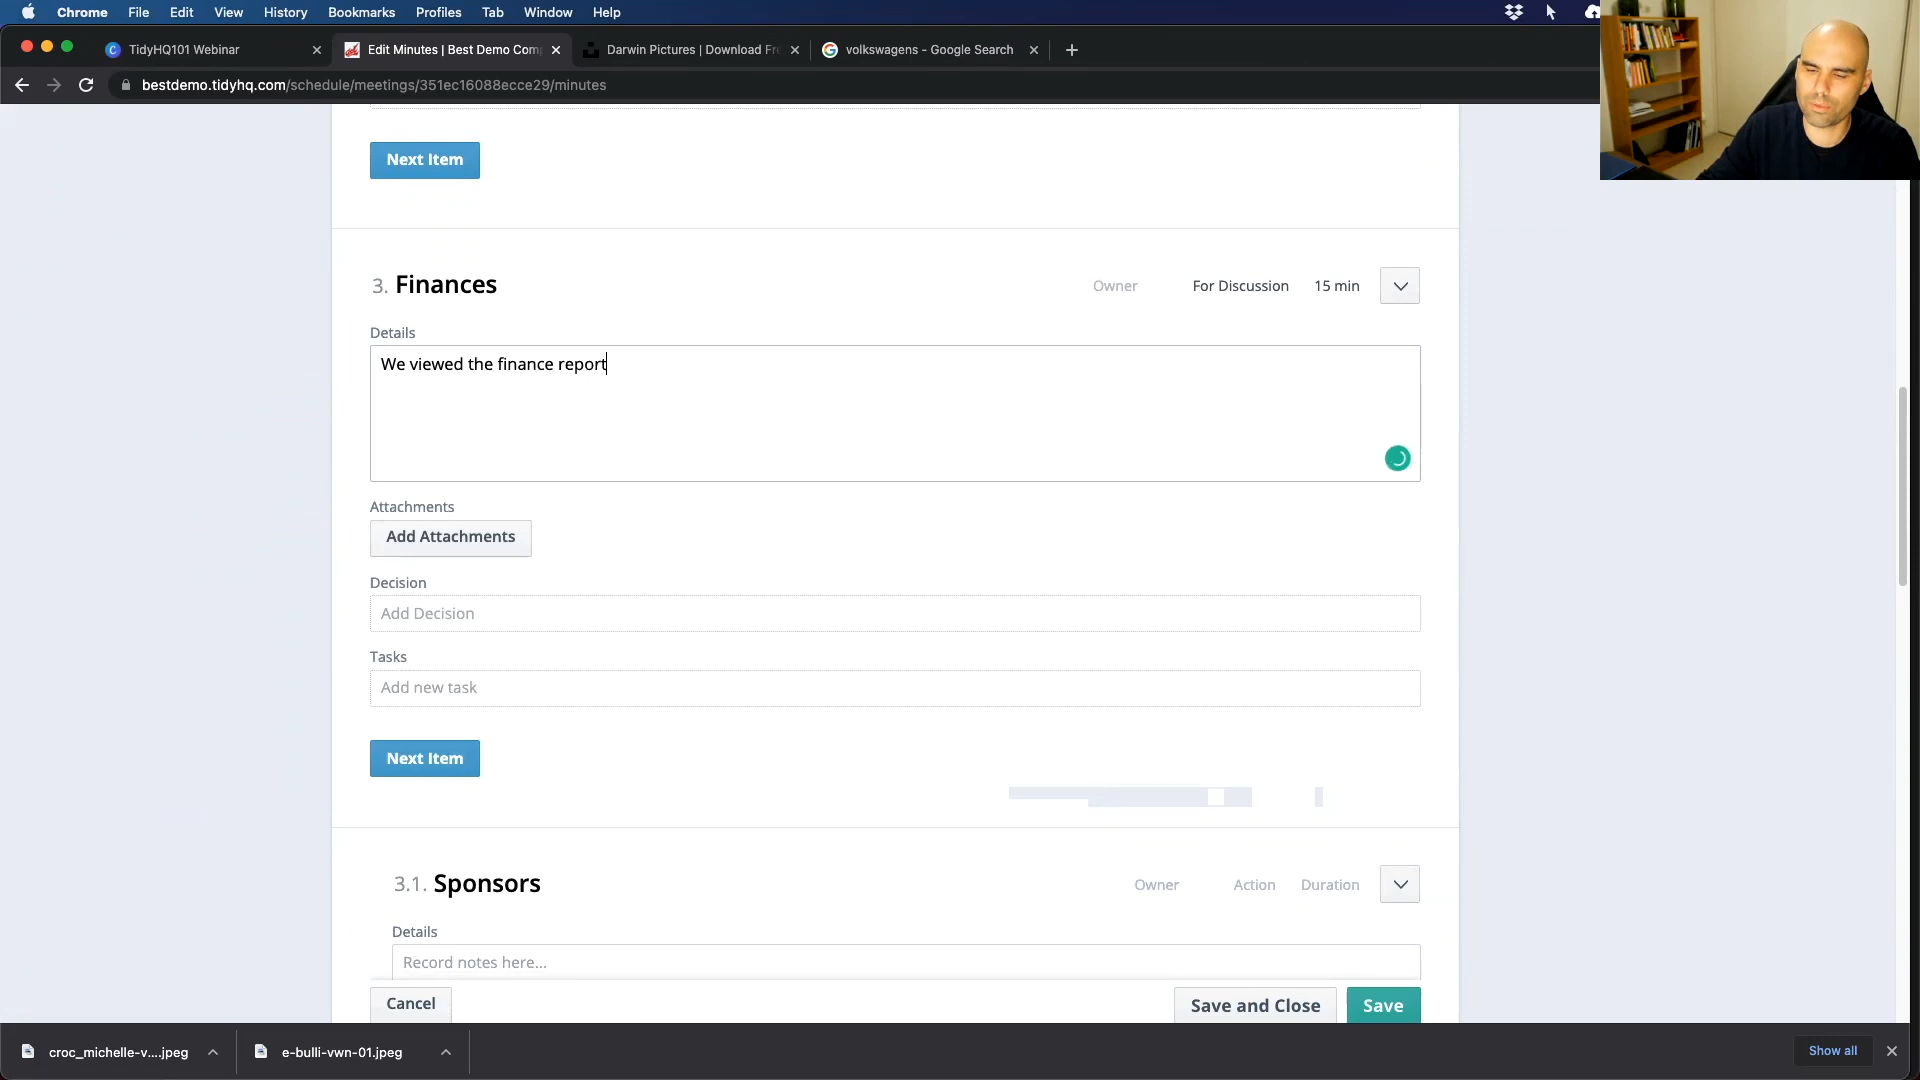 Chrome File Edit View History Bookmarks Profiles Tab Window Help
TidyHQ101 Webinar
Edit Minutes | Best Demo Com
Darwin Pictures | Download Fre
volkswagens - Google Search
bestdemo.tidyhq.com/schedule/meetings/351ec16088ecce29/minutes
Next Item
3. Finances
Owner For Discussion 15 min
Details
We viewed the finance report
Attachments
Add Attachments
Decision
Add Decision
Tasks
Add new task
Next Item
3.1. Sponsors
Owner Action Duration
Details
Record notes here...
Cancel
Save and Close
Save
croc_michelle-v....jpeg
e-bulli-vwn-01.jpeg
Show all